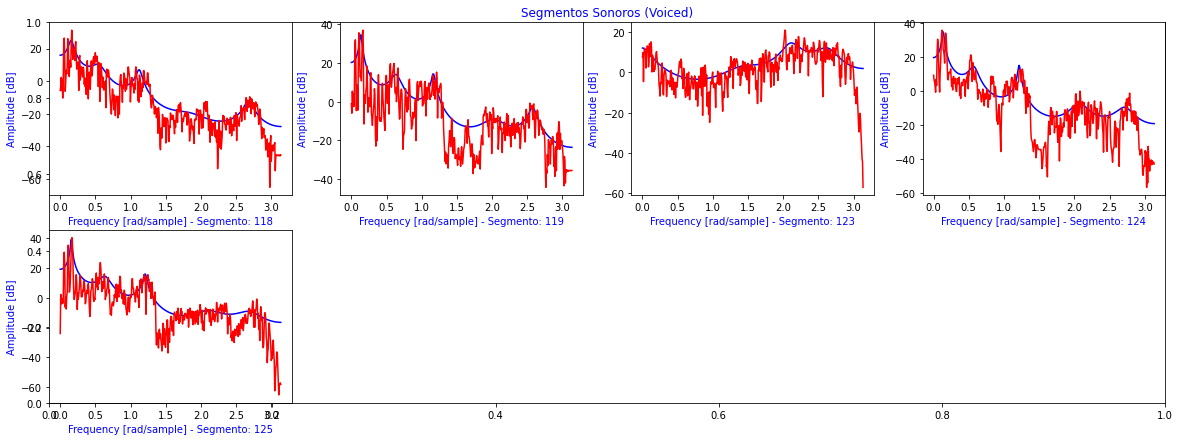 Segmentos Sonoros (Voiced)
1.0
20
0
0.8
−20
−40
0.6
−60
Amplitude [dB]
0.0 0.5 1.0 1.5 2.0 2.5 3.0
Frequency [rad/sample] - Segmento: 118
40
20
0
−20
−40
Amplitude [dB]
0.0 0.5 1.0 1.5 2.0 2.5 3.0
Frequency [rad/sample] - Segmento: 119
20
0
−20
−40
−60
Amplitude [dB]
0.0 0.5 1.0 1.5 2.0 2.5 3.0
Frequency [rad/sample] - Segmento: 123
40
20
0
−20
−40
−60
Amplitude [dB]
0.0 0.5 1.0 1.5 2.0 2.5 3.0
Frequency [rad/sample] - Segmento: 124
40
0.4
20
0
−40
−60
0.0
Amplitude [dB]
0.5 1.0 1.5 2.0 2.5 0.4 0.6 0.8 1.0
Frequency [rad/sample] - Segmento: 125